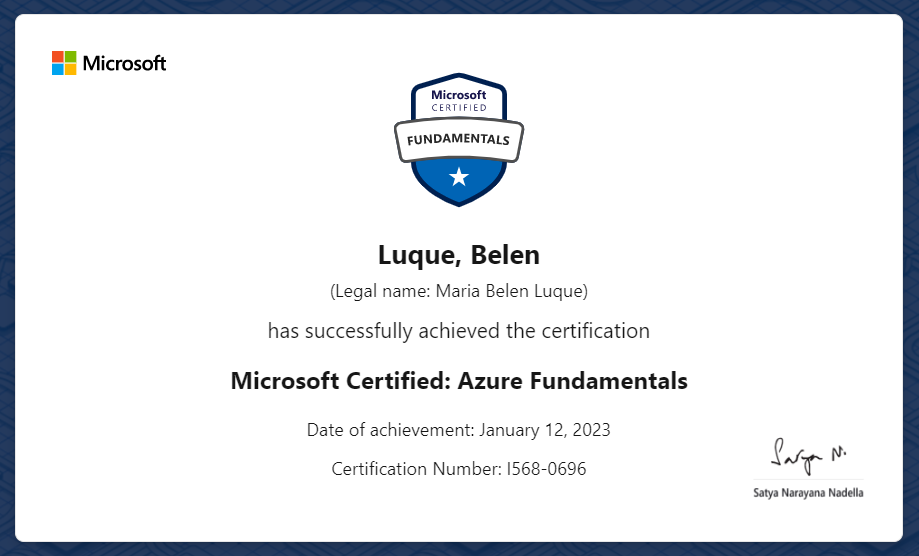 Microsoft
Microsoft
CERTIFIED
FUNDAMENTALS
Luque, Belen
(Legal name: Maria Belen Luque)
has successfully achieved the certification
Microsoft Certified: Azure Fundamentals
Date of achievement: January 12, 2023
Certification Number: I568-0696
Satya N.
Satya Narayana Nadella